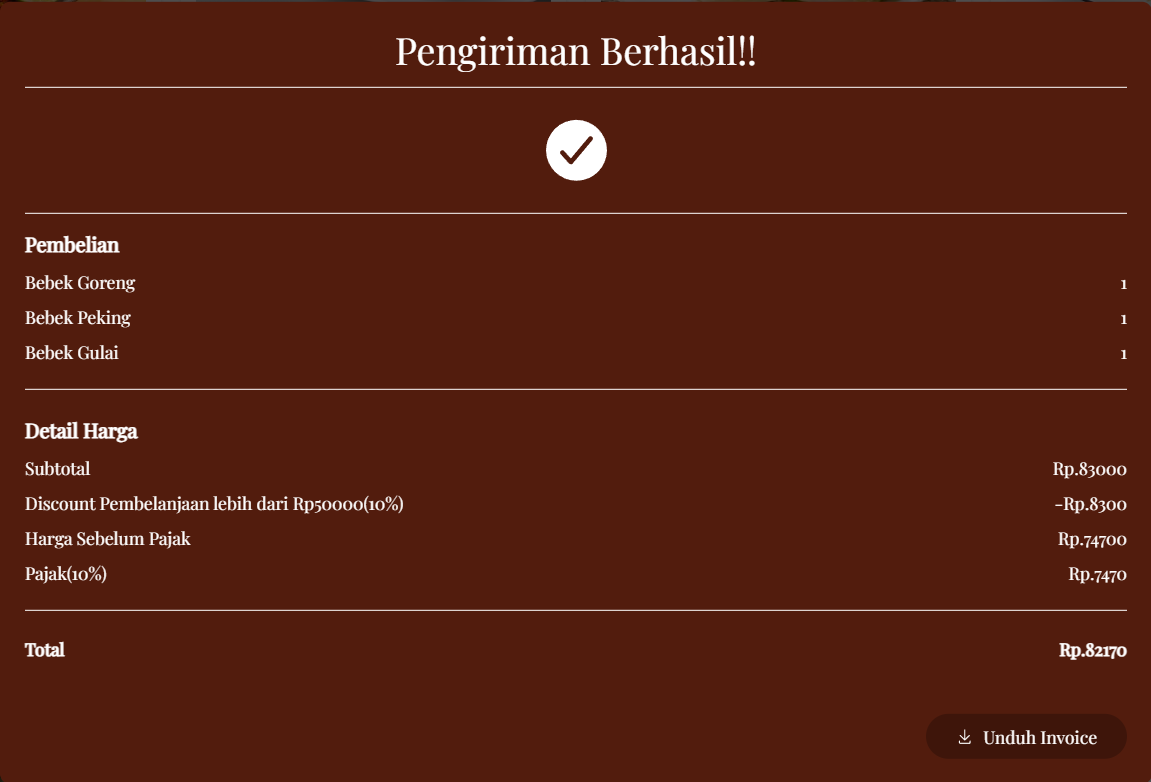 Pengiriman Berhasil!!
Pembelian
Bebek Goreng 1
Bebek Peking 1
Bebek Gulai 1
Detail Harga
Subtotal Rp.83000
Discount Pembelanjaan lebih dari Rp50000(10%) -Rp.8300
Harga Sebelum Pajak Rp.74700
Pajak(10%) Rp.7470
Total Rp.82170
Unduh Invoice